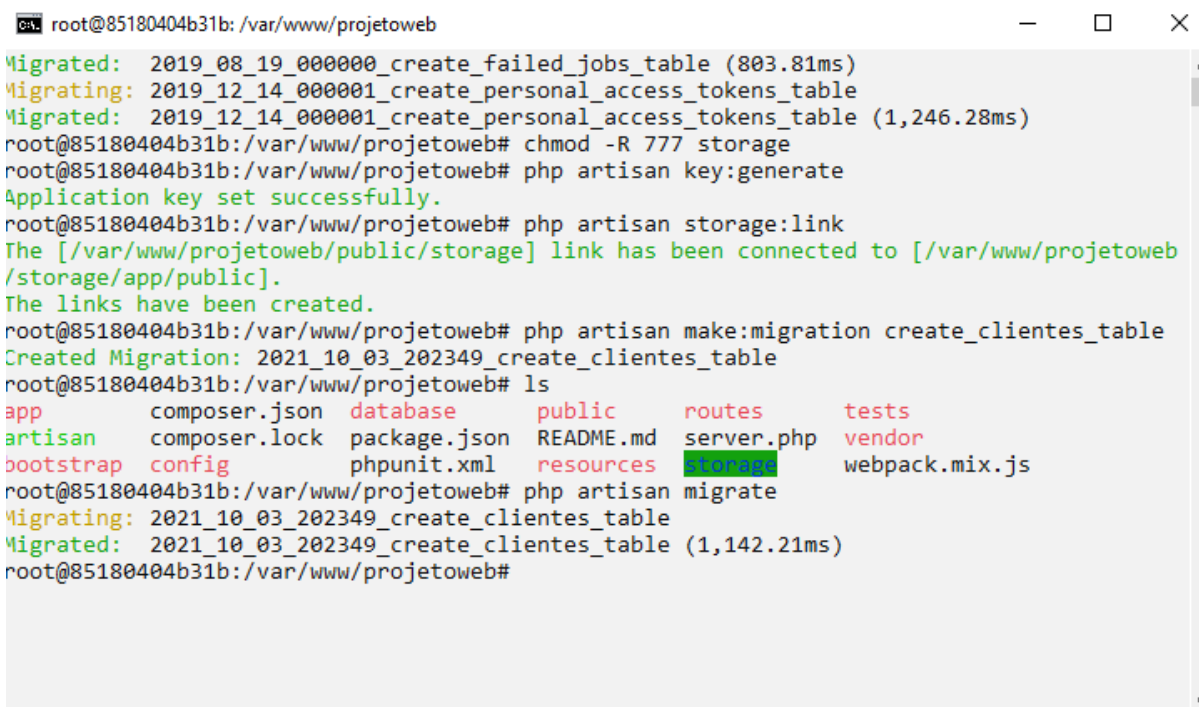 root@85180404b31b: /var/www/projetoweb
Migrated:  2019_08_19_000000_create_failed_jobs_table (803.81ms)
Migrating: 2019_12_14_000001_create_personal_access_tokens_table
Migrated:  2019_12_14_000001_create_personal_access_tokens_table (1,246.28ms)
root@85180404b31b:/var/www/projetoweb# chmod -R 777 storage
root@85180404b31b:/var/www/projetoweb# php artisan key:generate
Application key set successfully.
root@85180404b31b:/var/www/projetoweb# php artisan storage:link
The [/var/www/projetoweb/public/storage] link has been connected to [/var/www/projetoweb
/storage/app/public].
The links have been created.
root@85180404b31b:/var/www/projetoweb# php artisan make:migration create_clientes_table
Created Migration: 2021_10_03_202349_create_clientes_table
root@85180404b31b:/var/www/projetoweb# ls
app        composer.json  database      public     routes      tests
artisan    composer.lock  package.json  README.md  server.php  vendor
bootstrap  config         phpunit.xml   resources  storage     webpack.mix.js
root@85180404b31b:/var/www/projetoweb# php artisan migrate
Migrating: 2021_10_03_202349_create_clientes_table
Migrated:  2021_10_03_202349_create_clientes_table (1,142.21ms)
root@85180404b31b:/var/www/projetoweb#